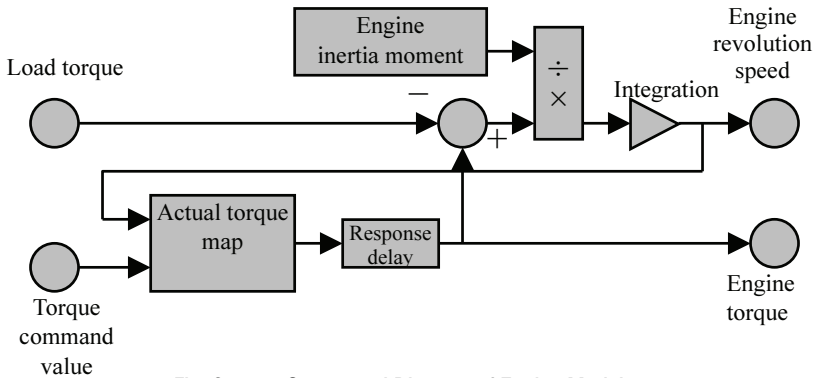 Engine
inertia moment
Engine
revolution
speed
Load torque
−
÷
×
Integration
+
Actual torque
map
Response
delay
Torque
command
value
Engine
torque